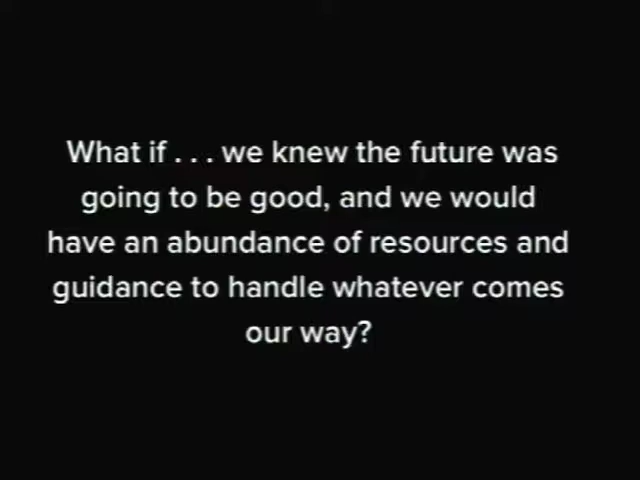 What if . . . we knew the future was
going to be good, and we would
have an abundance of resources and
guidance to handle whatever comes
our way?